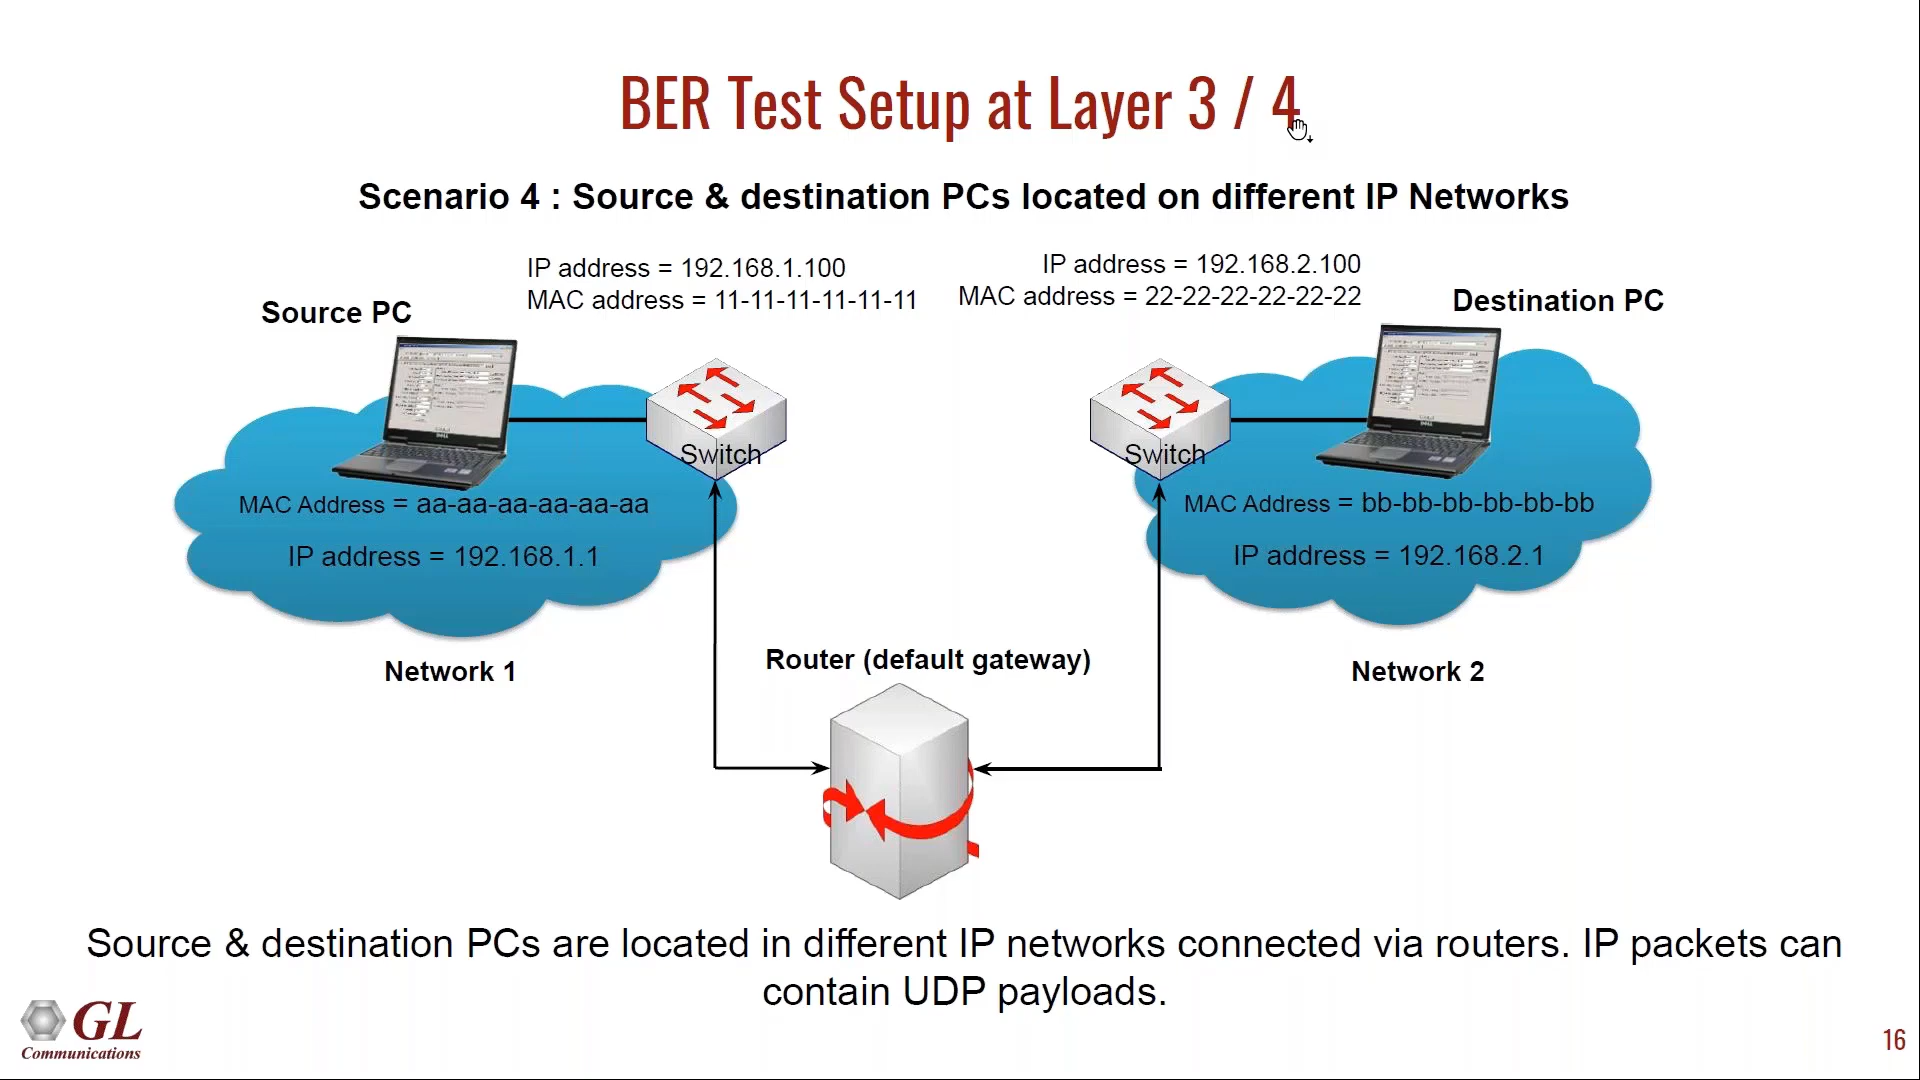 BER Test Setup at Layer 3 / 4
Scenario 4 : Source & destination PCs located on different IP Networks
IP address = 192.168.1.100
MAC address = 11-11-11-11-11-11
IP address = 192.168.2.100
MAC address = 22-22-22-22-22-22
Source PC
Destination PC
Switch
Switch
MAC Address = aa-aa-aa-aa-aa-aa
IP address = 192.168.1.1
MAC Address = bb-bb-bb-bb-bb-bb
IP address = 192.168.2.1
Network 1
Router (default gateway)
Network 2
Source & destination PCs are located in different IP networks connected via routers. IP packets can
contain UDP payloads.
GL
Communications
16